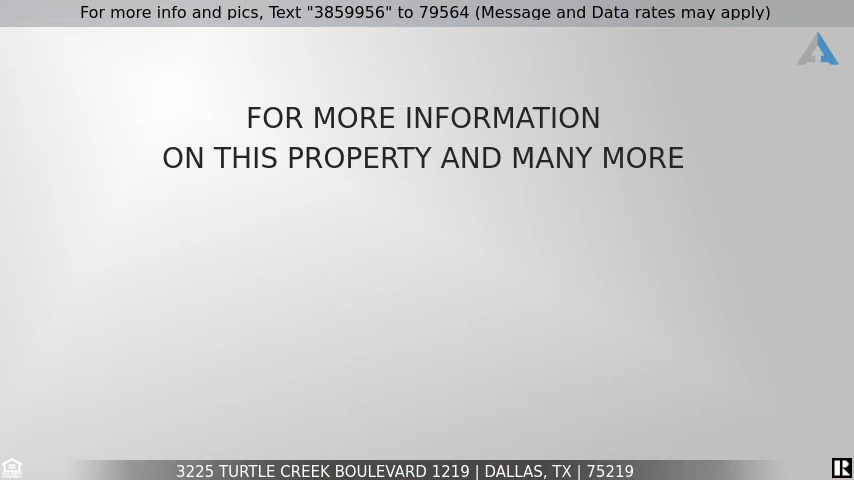 For more info and pics, Text "3859956" to 79564 (Message and Data rates may apply)
FOR MORE INFORMATION
ON THIS PROPERTY AND MANY MORE
3225 TURTLE CREEK BOULEVARD 1219 | DALLAS, TX | 75219